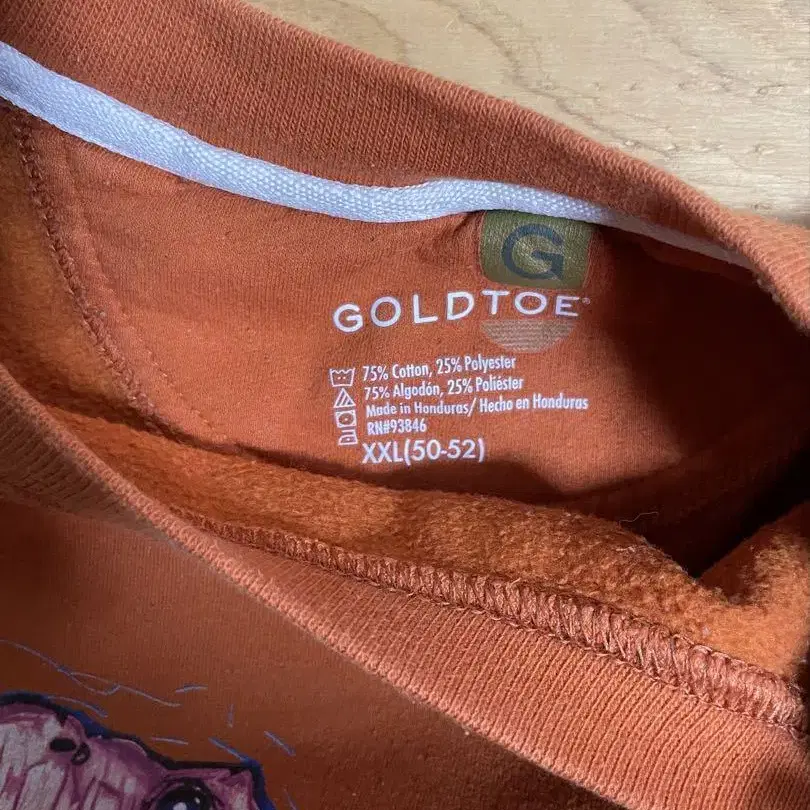 G
GOLDTOE®
75% Cotton, 25% Polyester
75% Algodón, 25% Poliéster
Made in Honduras/ Hecho en Honduras
RN#93846
XXL(50-52)